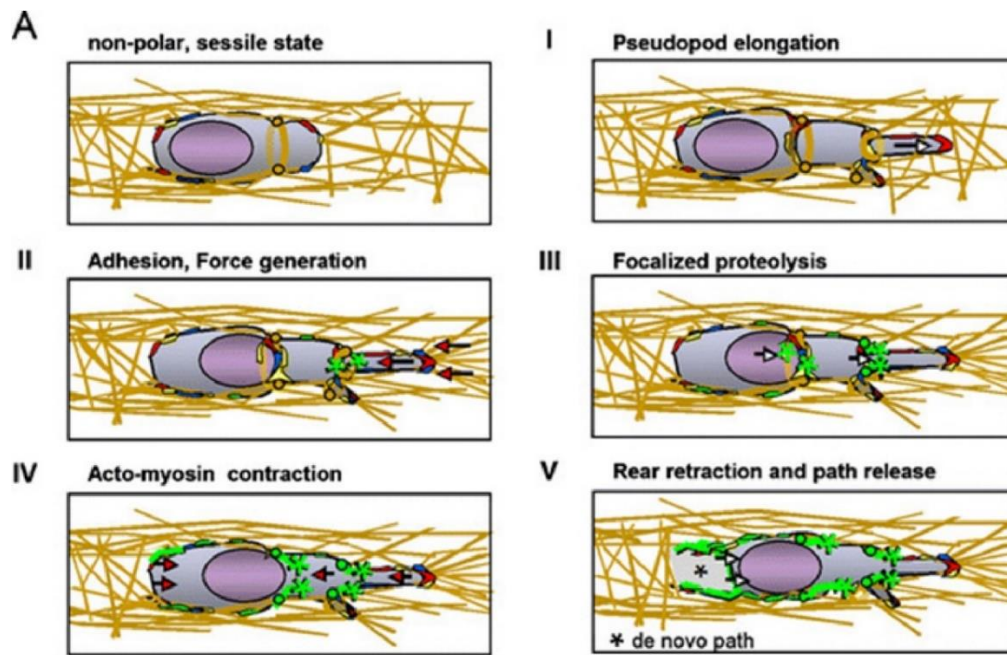 A
non-polar, sessile state
I
Pseudopod elongation
II
Adhesion, Force generation
III
Focalized proteolysis
IV
Acto-myosin contraction
V
Rear retraction and path release
*
* de novo path